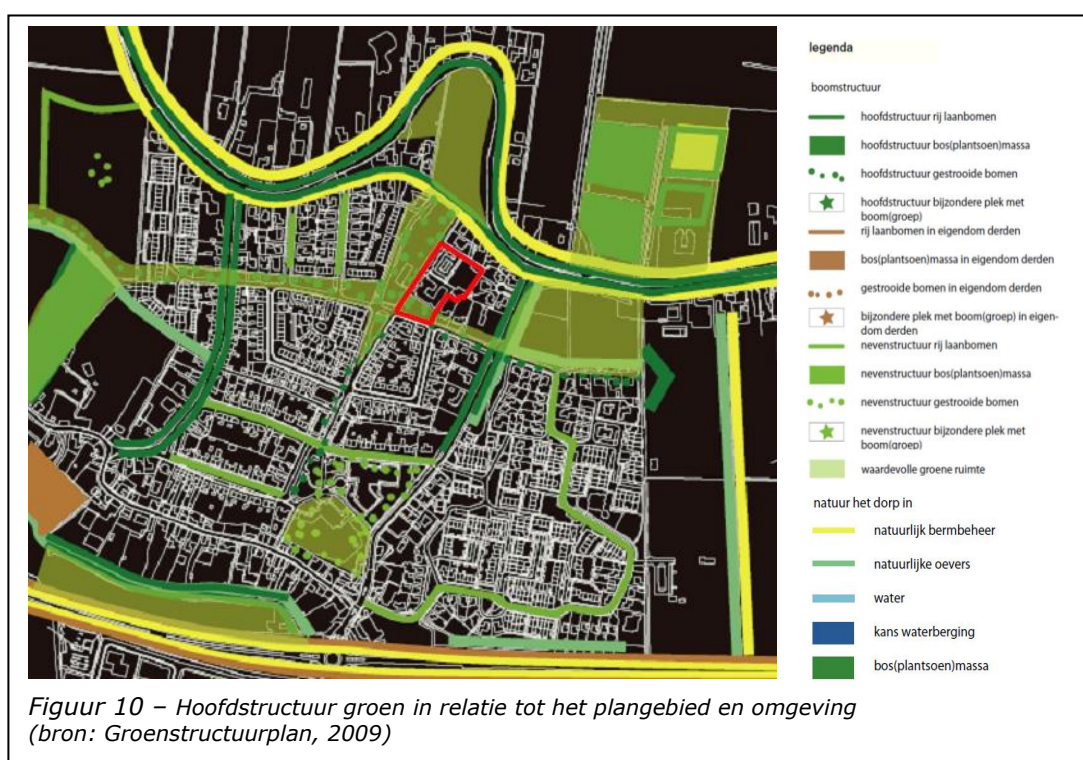 legenda
boomstructuur
hoofdstructuur rij laanbomen
hoofdstructuur bos(plantsoen)massa
hoofdstructuur gestrooide bomen
hoofdstructuur bijzondere plek met
boom(groep)
rij laanbomen in eigendom derden
bos(plantsoen)massa in eigendom derden
gestrooide bomen in eigendom derden
bijzondere plek met boom(groep) in eigen-
dom derden
nevenstructuur rij laanbomen
nevenstructuur bos(plantsoen)massa
nevenstructuur gestrooide bomen
nevenstructuur bijzondere plek met
boom(groep)
waardevolle groene ruimte
natuur het dorp in
natuurlijk bermbeheer
natuurlijke oevers
water
kans waterberging
bos(plantsoen)massa
Figuur 10 – Hoofdstructuur groen in relatie tot het plangebied en omgeving
(bron: Groenstructuurplan, 2009)